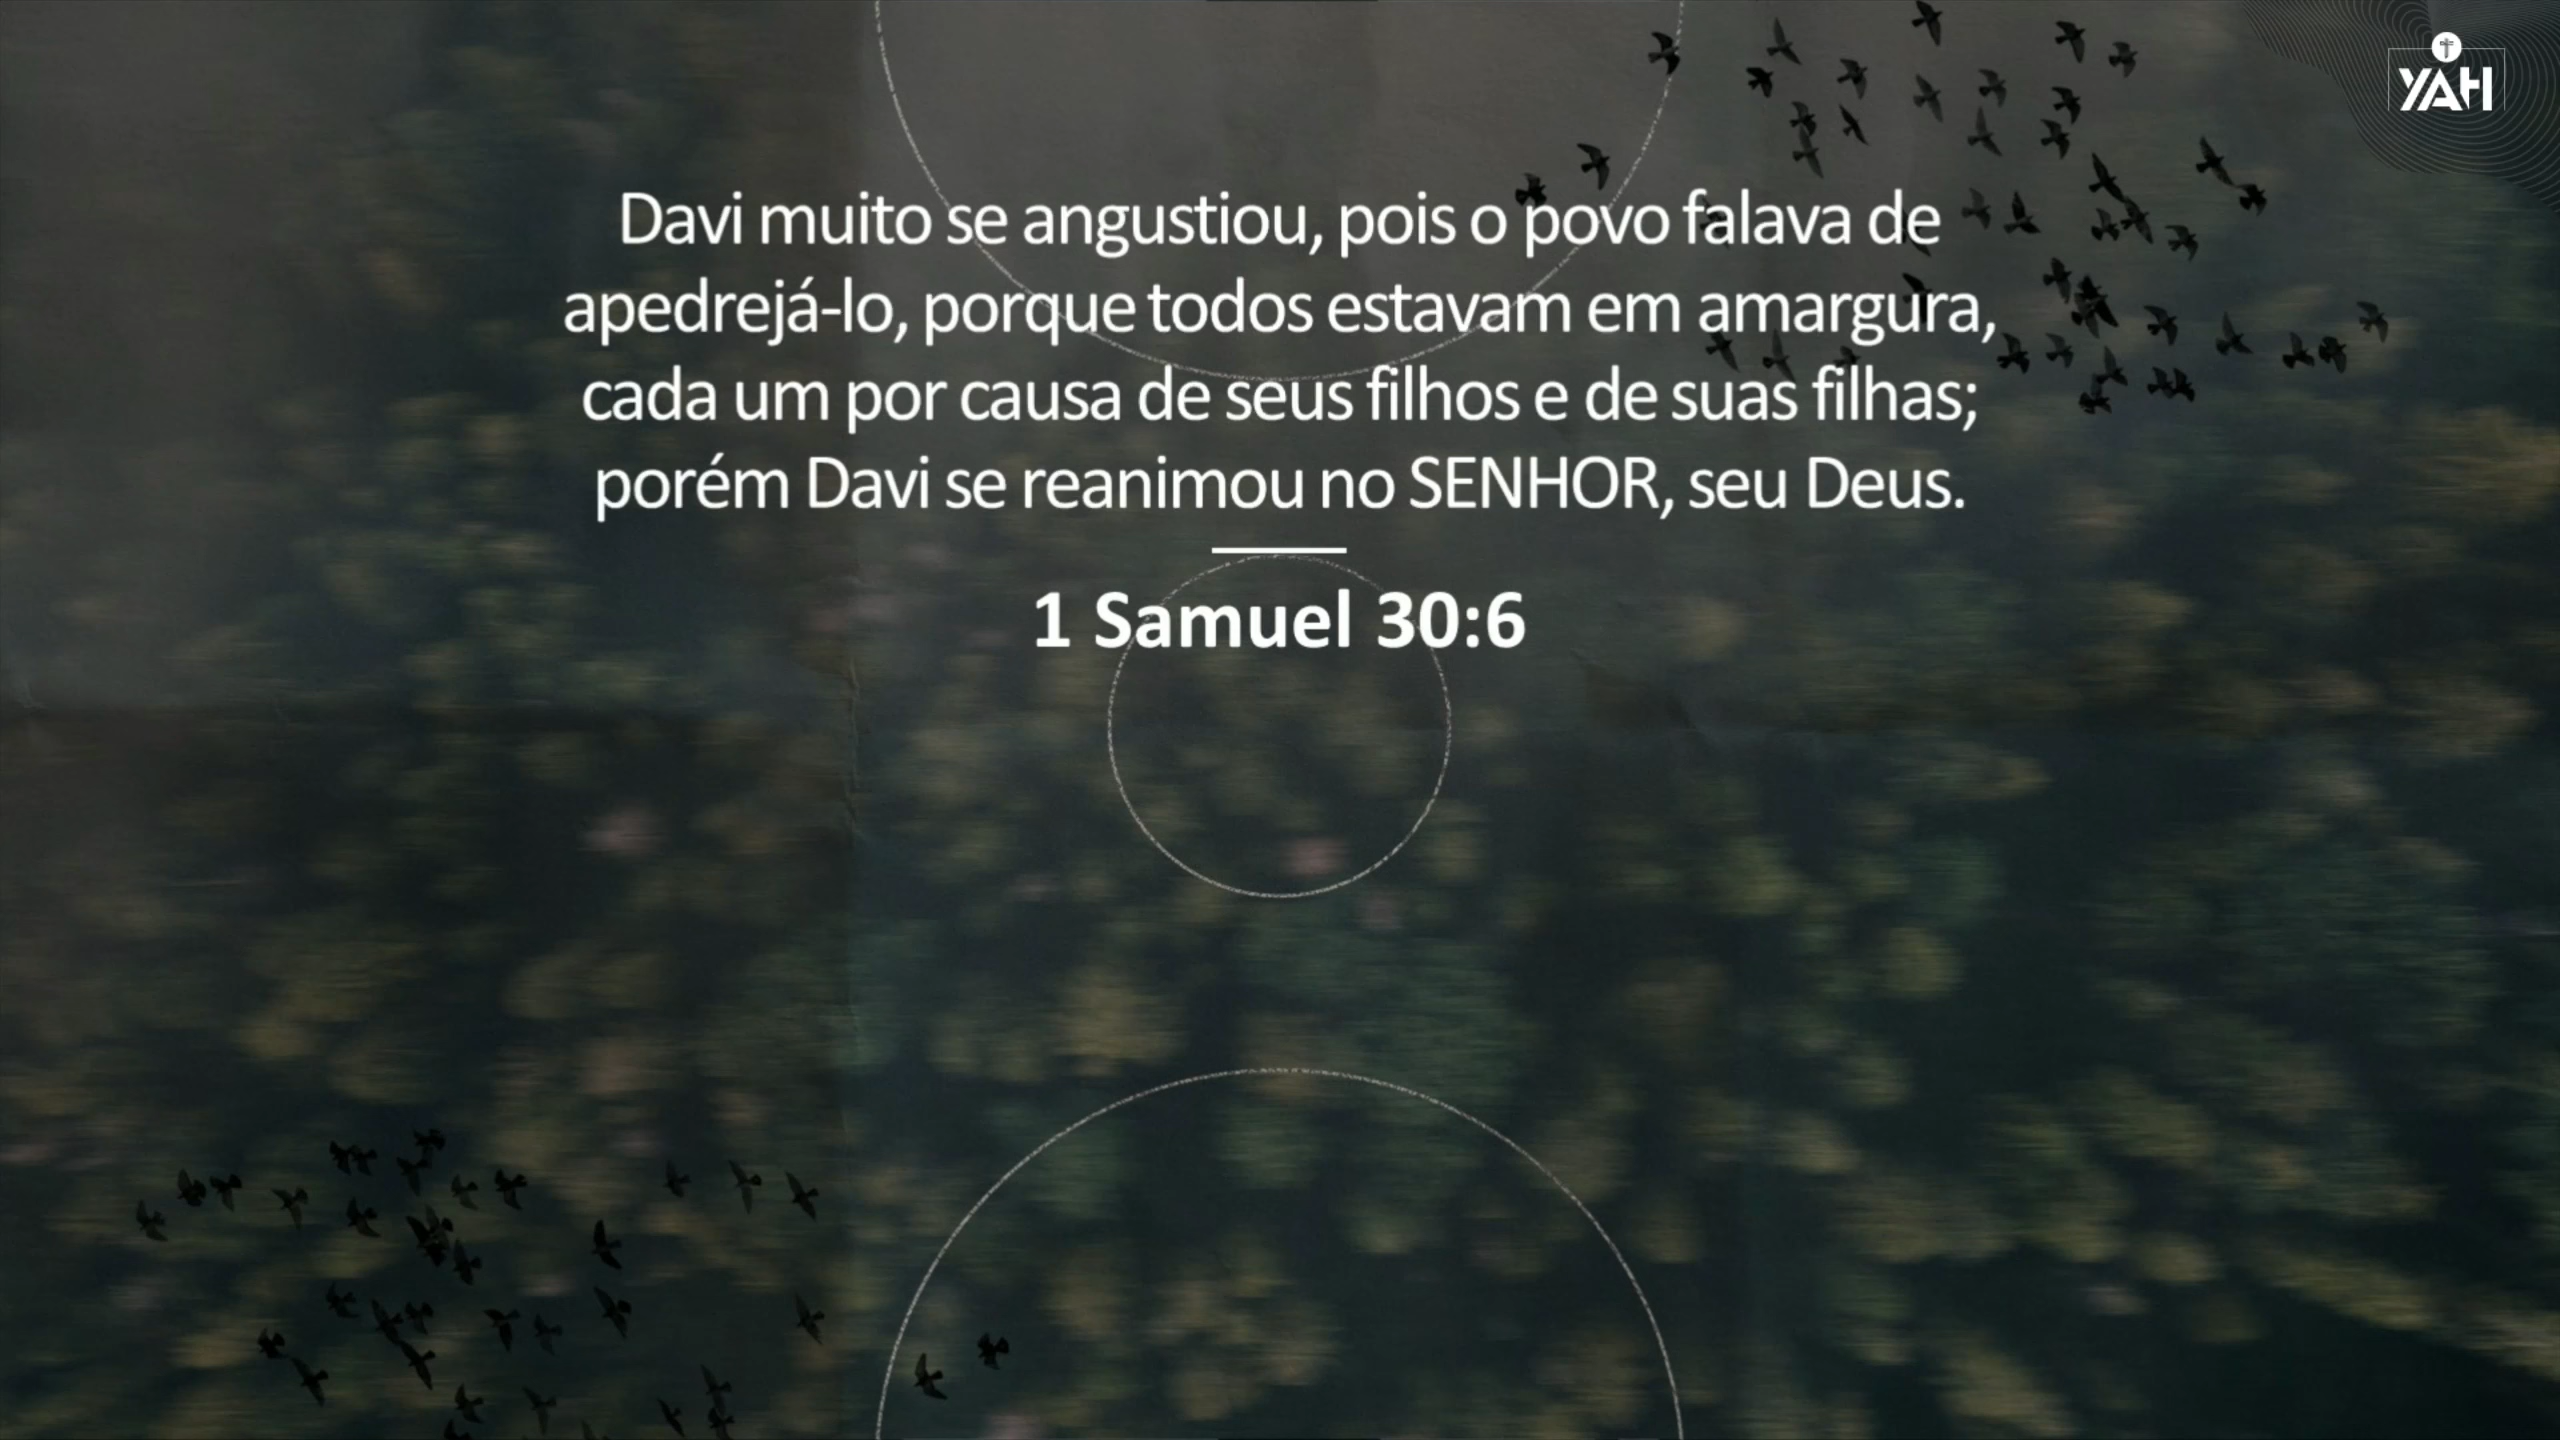 YAH
Davi muito se angustiou, pois o povo falava de
apedrejá-lo, porque todos estavam em amargura,
cada um por causa de seus filhos e de suas filhas;
porém Davi se reanimou no SENHOR, seu Deus.
1 Samuel 30:6